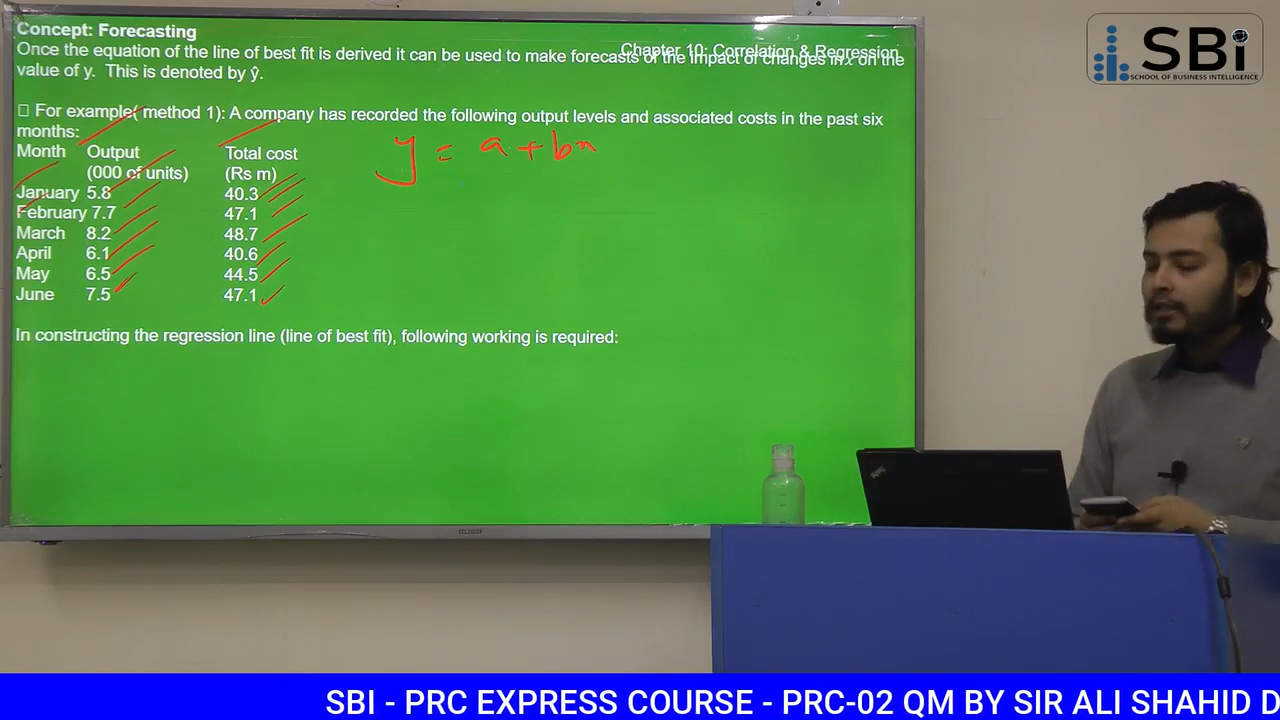 Concept: Forecasting
Chapter 10: Correlation & Regression
Once the equation of the line of best fit is derived it can be used to make forecasts of the impact of changes in x on the
value of y. This is denoted by ŷ.
□ For example( method 1): A company has recorded the following output levels and associated costs in the past six
months:
Month Output Total cost
(000 of units) (Rs m)
January 5.8 40.3
February 7.7 47.1
March 8.2 48.7
April 6.1 40.6
May 6.5 44.5
June 7.5 47.1
y = a + bx
In constructing the regression line (line of best fit), following working is required:
SBi
SCHOOL OF BUSINESS INTELLIGENCE
SBI - PRC EXPRESS COURSE - PRC-02 QM BY SIR ALI SHAHID D